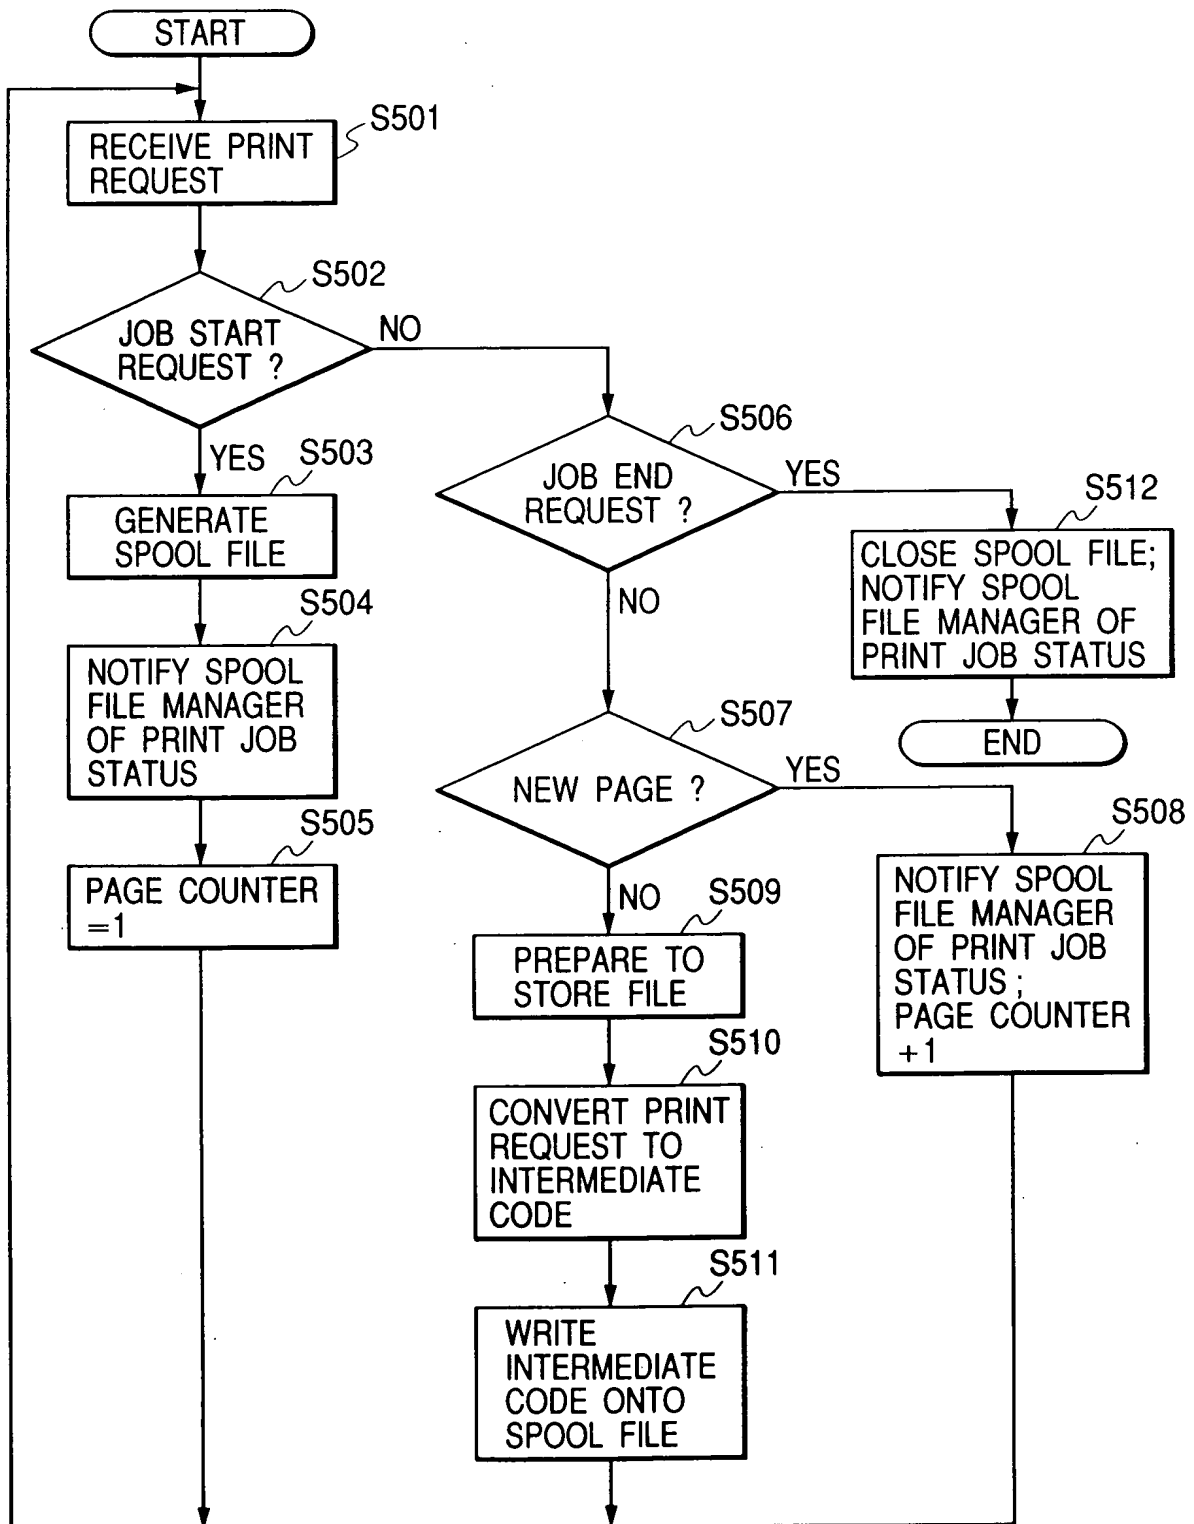 START
S501
RECEIVE PRINT
REQUEST
S502
JOB START
REQUEST ?
NO
YES
S503
GENERATE
SPOOL FILE
S504
NOTIFY SPOOL
FILE MANAGER
OF PRINT JOB
STATUS
S505
PAGE COUNTER
=1
S506
JOB END
REQUEST ?
YES
NO
S512
CLOSE SPOOL FILE;
NOTIFY SPOOL
FILE MANAGER OF
PRINT JOB STATUS
END
S507
NEW PAGE ?
YES
NO
S508
NOTIFY SPOOL
FILE MANAGER
OF PRINT JOB
STATUS ;
PAGE COUNTER
+1
S509
PREPARE TO
STORE FILE
S510
CONVERT PRINT
REQUEST TO
INTERMEDIATE
CODE
S511
WRITE
INTERMEDIATE
CODE ONTO
SPOOL FILE